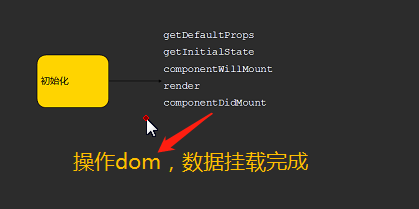 getDefaultProps
getInitialState
初始化
componentWillMount
render
componentDidMount
操作dom，数据挂载完成